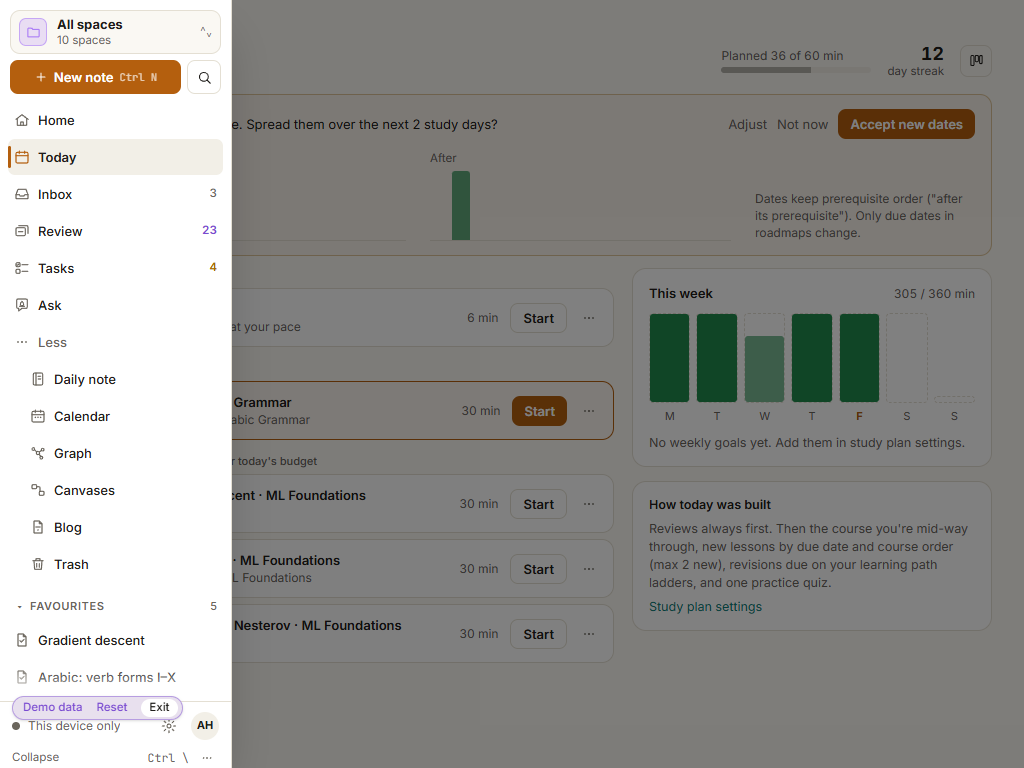 All spaces
10 spaces
New note Ctrl N
Home
Today
Inbox 3
Review 23
Tasks 4
Ask
Less
Daily note
Calendar
Graph
Canvases
Blog
Trash
FAVOURITES 5
Gradient descent
Arabic: verb forms I–X
Demo data Reset Exit
This device only AH
Collapse Ctrl \
Planned 36 of 60 min
12
day streak
e. Spread them over the next 2 study days?
Adjust Not now Accept new dates
After
Dates keep prerequisite order ("after
its prerequisite"). Only due dates in
roadmaps change.
at your pace
6 min Start
Grammar
abic Grammar
30 min Start
r today's budget
cent · ML Foundations
30 min Start
· ML Foundations
L Foundations
30 min Start
Nesterov · ML Foundations
30 min Start
This week 305 / 360 min
M T W T F S S
No weekly goals yet. Add them in study plan settings.
How today was built
Reviews always first. Then the course you're mid-way
through, new lessons by due date and course order
(max 2 new), revisions due on your learning path
ladders, and one practice quiz.
Study plan settings